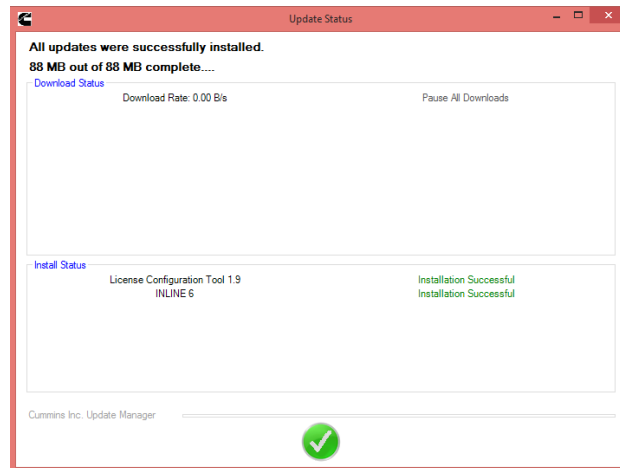 Update Status
All updates were successfully installed.
88 MB out of 88 MB complete....
Download Status
Download Rate: 0.00 B/s Pause All Downloads
Install Status
License Configuration Tool 1.9 Installation Successful
INLINE 6 Installation Successful
Cummins Inc. Update Manager